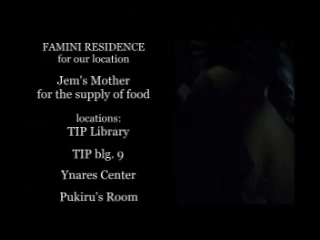 FAMINI RESIDENCE
for our location
Jem's Mother
for the supply of food
locations:
TIP Library
TIP blg. 9
Ynares Center
Pukiru's Room